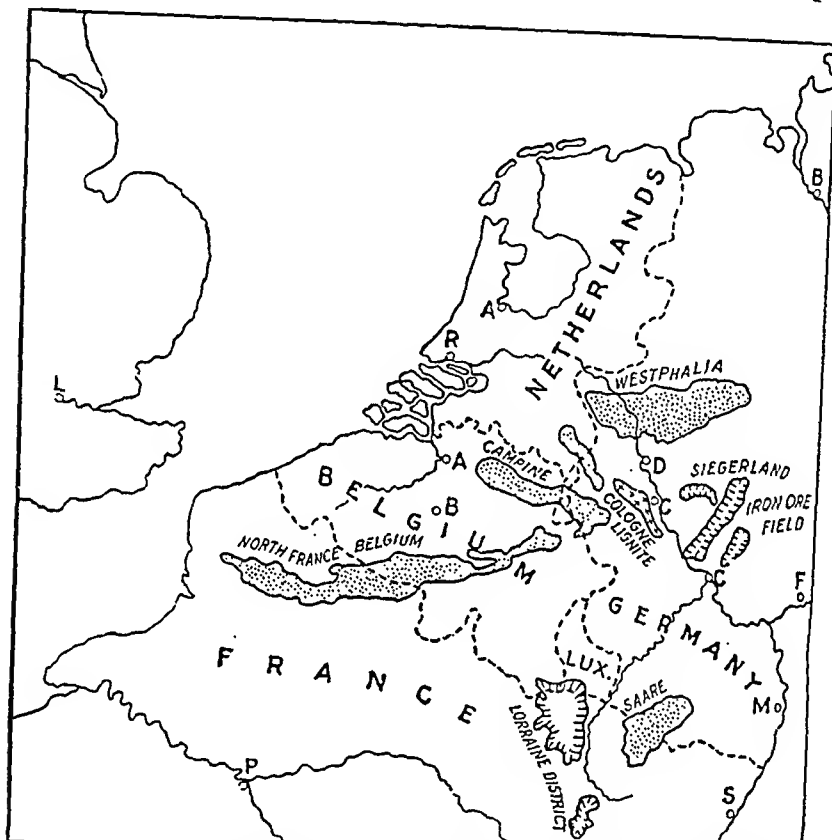 B
NETHERLANDS
A
R
L
WESTPHALIA
A
CAMPINE
D
SIEGERLAND
IRON ORE
FIELD
BELGIUM
B
C
COLOGNE
LIGNITE
NORTH FRANCE BELGIUM
C
F
GERMANY
FRANCE
LUX.
SAARE
M
LORRAINE DISTRICT
P
S